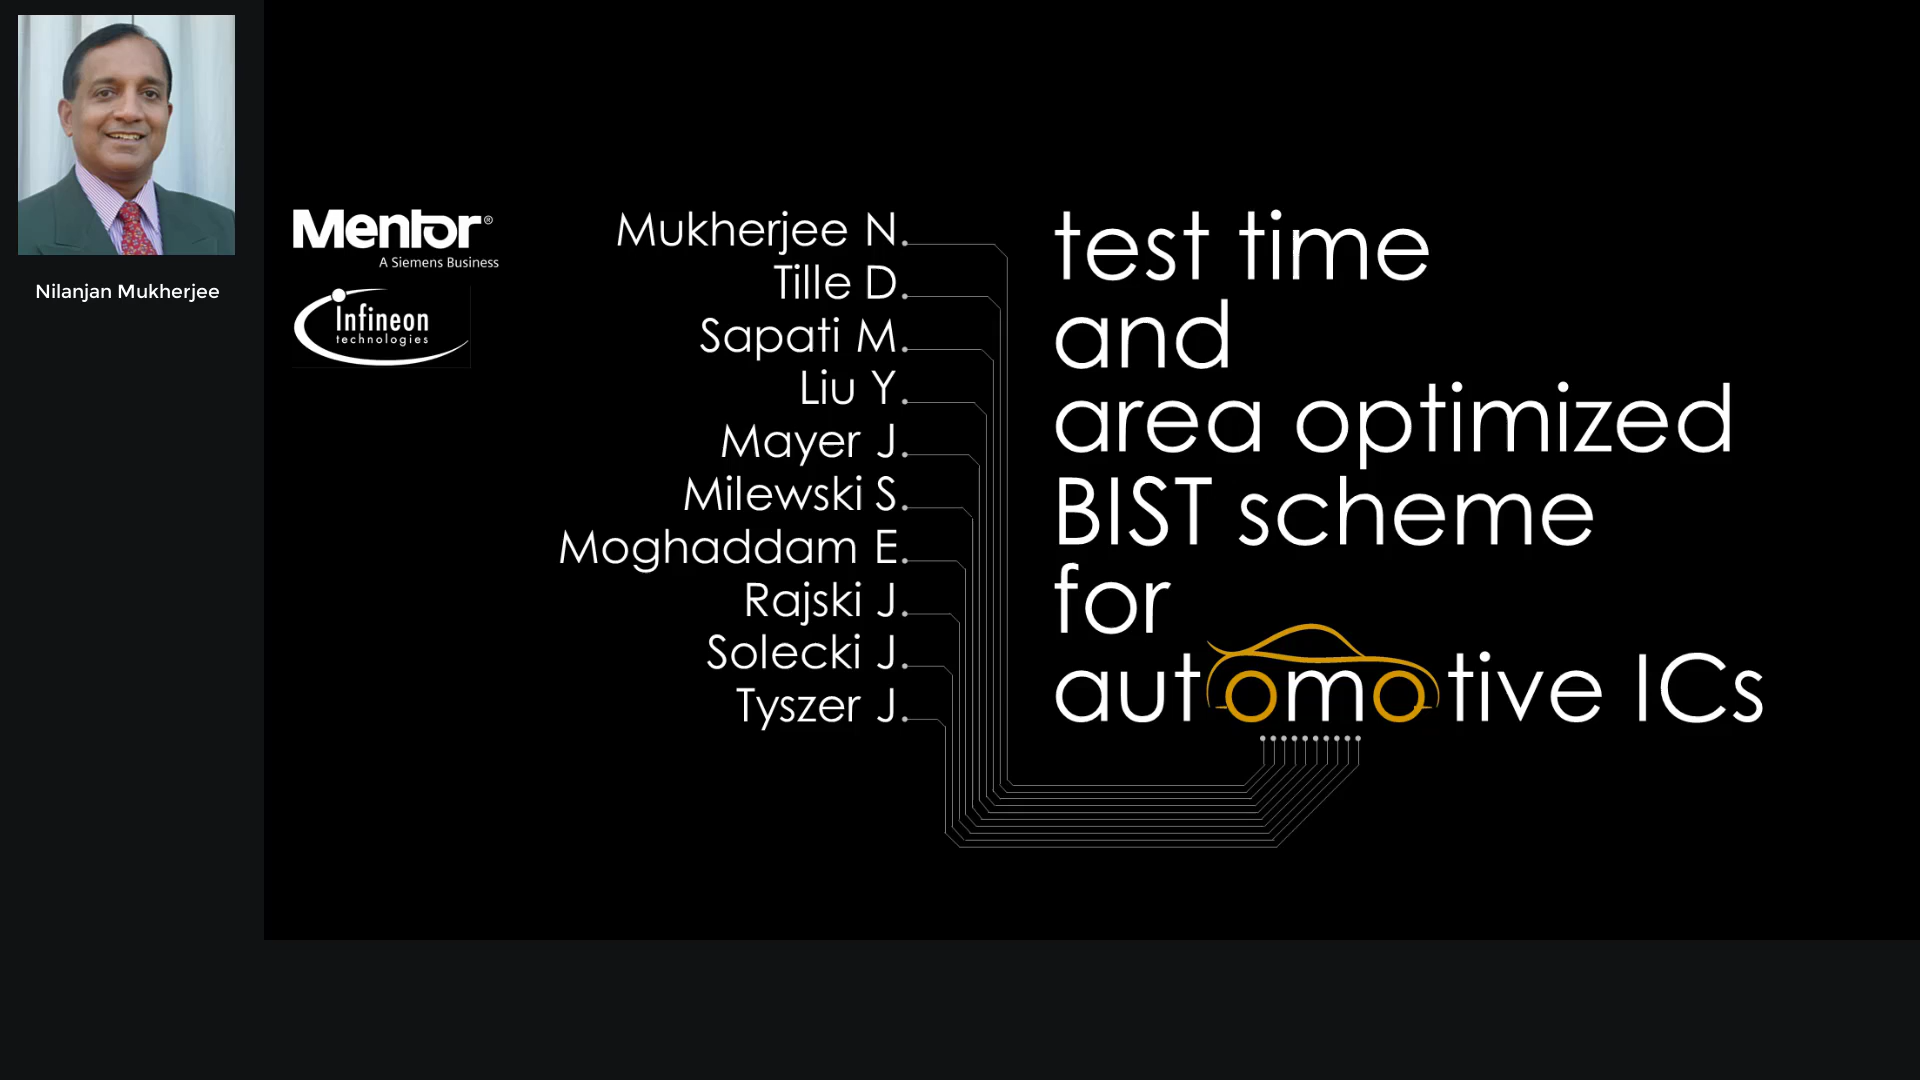 Nilanjan Mukherjee
Mentor®
A Siemens Business
Infineon
technologies
Mukherjee N.
Tille D.
Sapati M.
Liu Y.
Mayer J.
Milewski S.
Moghaddam E.
Rajski J.
Solecki J.
Tyszer J.
test time
and
area optimized
BIST scheme
for
automotive ICs